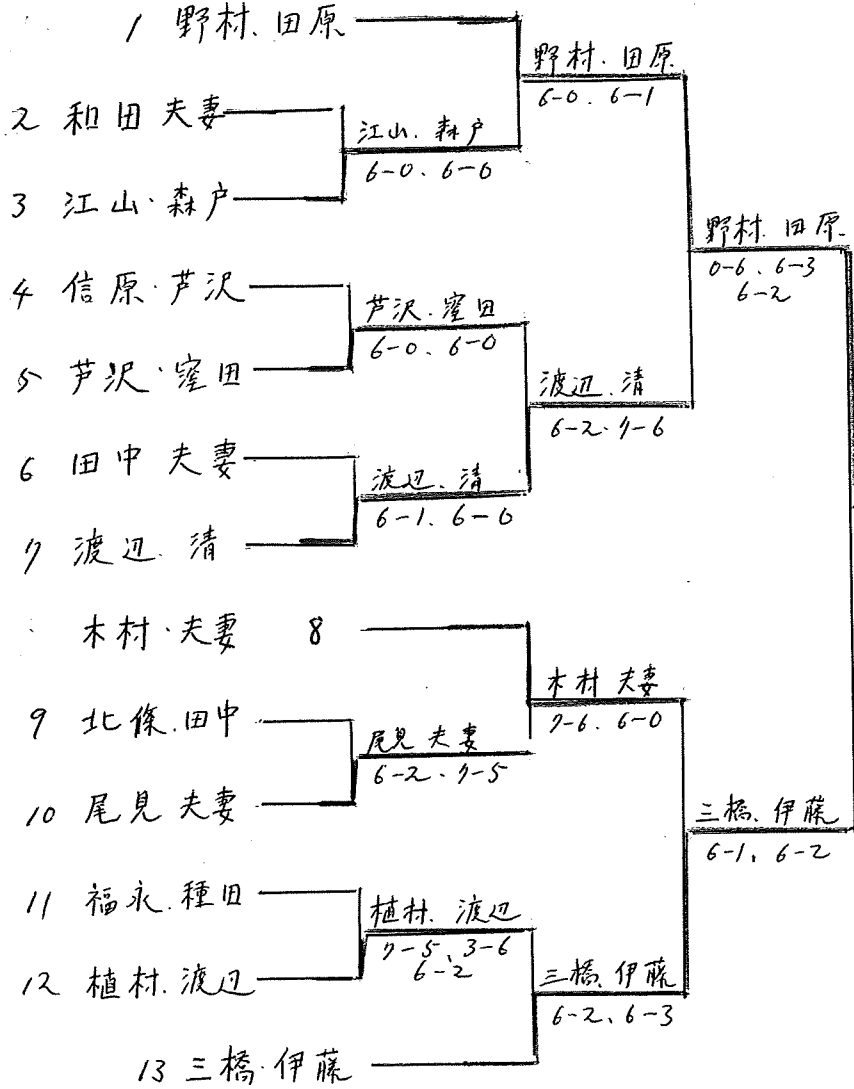 1 野村、田原
野村・田原
6-0、6-1
2 和田夫妻
江山、森戸
6-0、6-0
3 江山・森戸
野村、田原
0-6、6-3
6-2
4 信原・芦沢
芦沢・窪田
6-0、6-0
5 芦沢・窪田
渡辺、清
6-2・7-6
6 田中夫妻
渡辺、清
6-1、6-0
7 渡辺、清
木村・夫妻 8
木村夫妻
7-6、6-0
9 北條、田中
尾見夫妻
6-2・7-5
10 尾見夫妻
三橋、伊藤
6-1、6-2
11 福永、種田
植村、渡辺
7-5、3-6
6-2
12 植村、渡辺
三橋、伊藤
6-2、6-3
13 三橋・伊藤